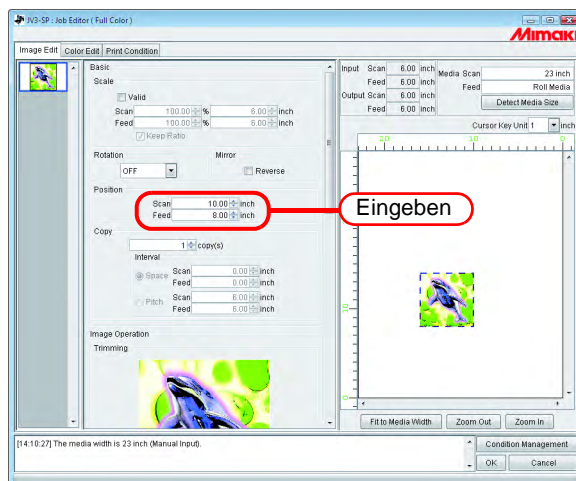 JV3-SP : Job Editor ( Full Color )
Mimaki
Image Edit Color Edit Print Condition
Basic
Scale
Valid
Scan 100.00 % 6.00 inch
Feed 100.00 % 6.00 inch
Keep Ratio
Rotation Mirror
OFF Reverse
Position
Scan 10.00 inch
Feed 8.00 inch
Eingeben
Copy
1 copy(s)
Interval
Space Scan 0.00 inch
Feed 0.00 inch
Pitch Scan 6.00 inch
Feed 6.00 inch
Image Operation
Trimming
Input Scan 6.00 inch
Feed 6.00 inch
Output Scan 6.00 inch
Feed 6.00 inch
Media Scan 23 inch
Feed Roll Media
Detect Media Size
Cursor Key Unit 1 inch
20 10 0
10
0
Fit to Media Width Zoom Out Zoom In
[14:10:27] The media width is 23 inch (Manual Input).
Condition Management
OK Cancel